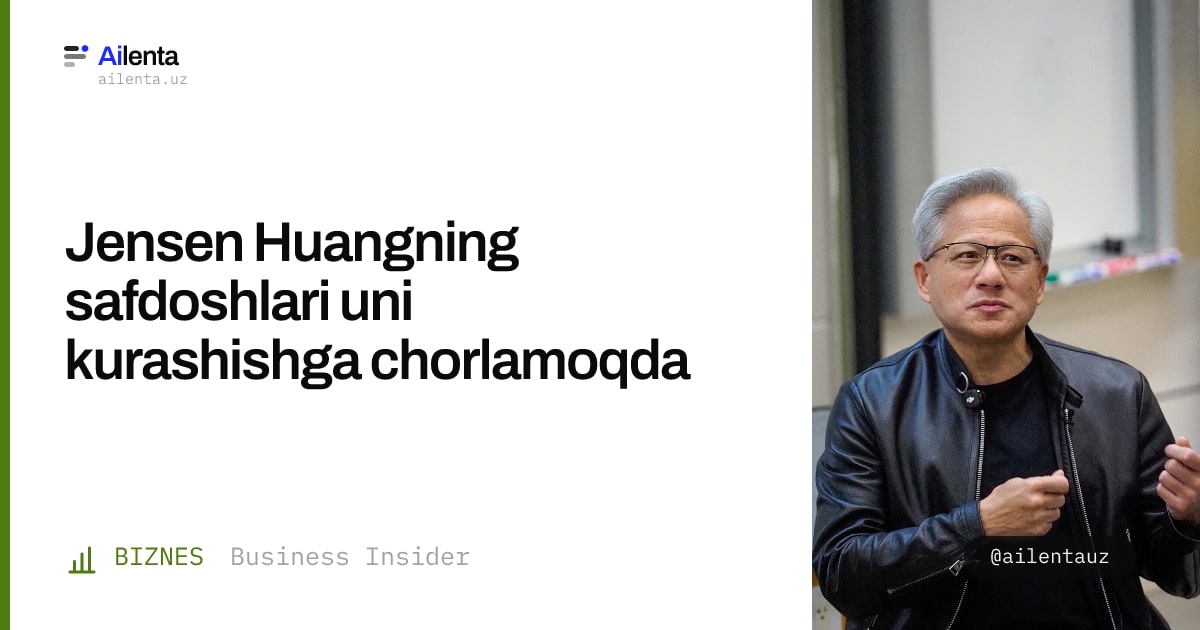 Ailenta
ailenta.uz
Jensen Huangning
safdoshlari uni
kurashishga chorlamoqda
BIZNES Business Insider
@ailentauz